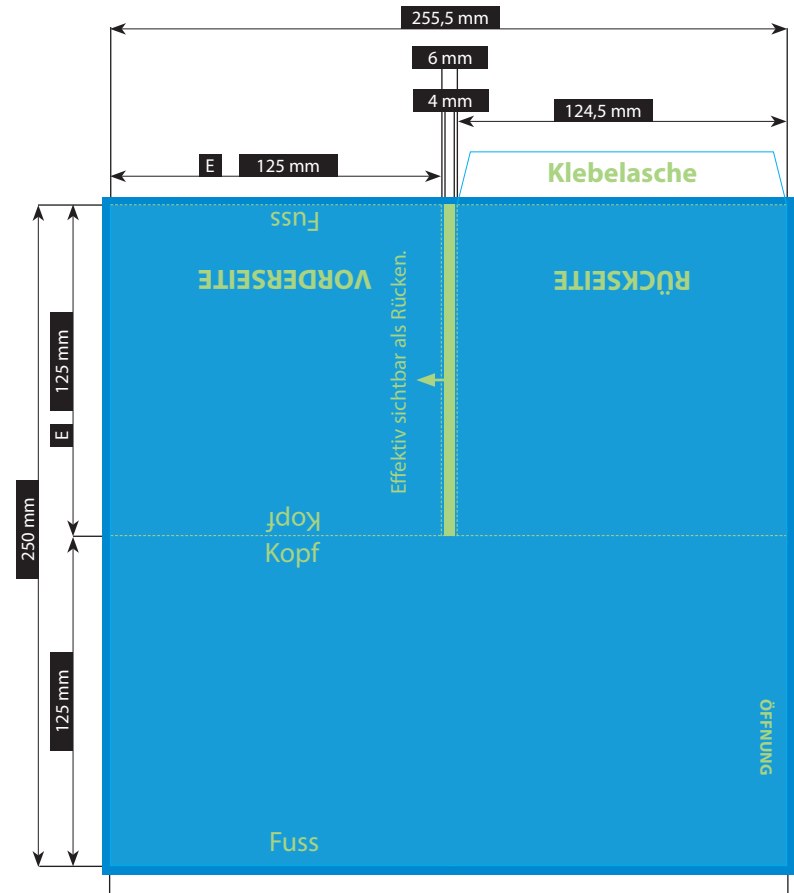 255,5 mm
6 mm
4 mm
124,5 mm
E
125 mm
Klebelasche
Fuss
VORDERSEITE
RÜCKSEITE
Effektiv sichtbar als Rücken.
125 mm
E
250 mm
Kopf
Kopf
125 mm
ÖFFNUNG
Fuss